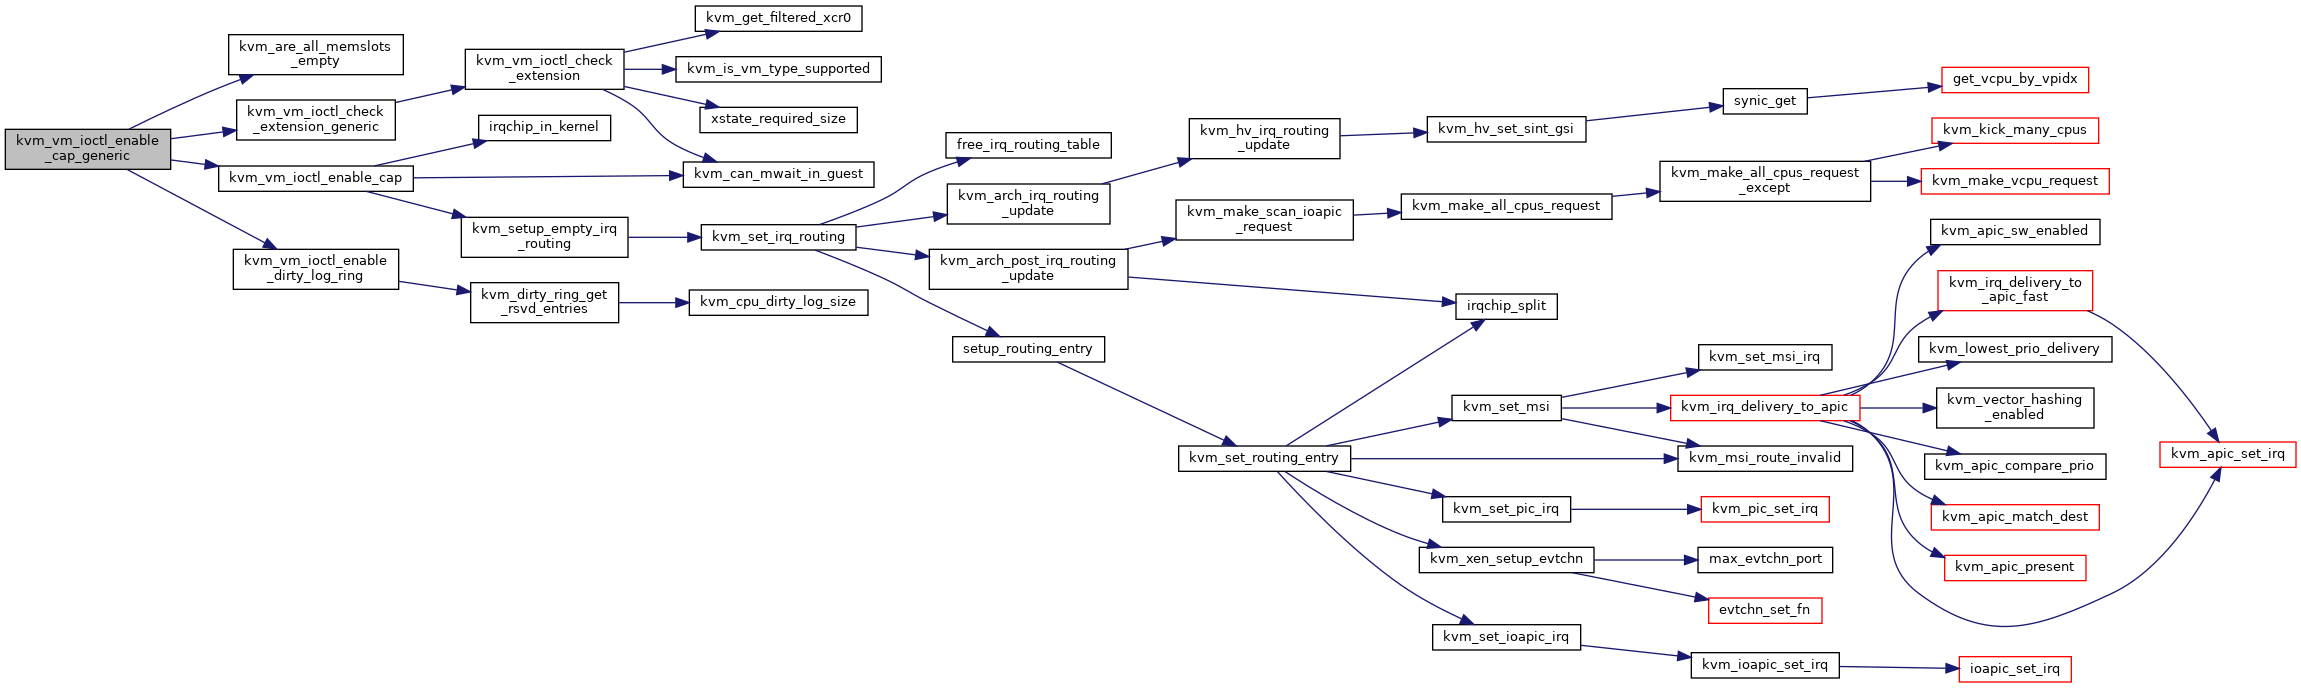 kvm_vm_ioctl_enable
_cap_generic
kvm_are_all_memslots
_empty
kvm_vm_ioctl_check
_extension_generic
kvm_vm_ioctl_enable_cap
kvm_vm_ioctl_enable
_dirty_log_ring
kvm_vm_ioctl_check
_extension
irqchip_in_kernel
kvm_setup_empty_irq
_routing
kvm_dirty_ring_get
_rsvd_entries
kvm_get_filtered_xcr0
kvm_is_vm_type_supported
xstate_required_size
kvm_can_mwait_in_guest
kvm_set_irq_routing
kvm_cpu_dirty_log_size
free_irq_routing_table
kvm_arch_irq_routing
_update
kvm_arch_post_irq_routing
_update
setup_routing_entry
kvm_hv_irq_routing
_update
kvm_make_scan_ioapic
_request
kvm_set_routing_entry
kvm_hv_set_sint_gsi
kvm_make_all_cpus_request
irqchip_split
kvm_set_msi
kvm_set_pic_irq
kvm_xen_setup_evtchn
kvm_set_ioapic_irq
synic_get
kvm_make_all_cpus_request
_except
kvm_set_msi_irq
kvm_irq_delivery_to_apic
kvm_msi_route_invalid
kvm_pic_set_irq
max_evtchn_port
evtchn_set_fn
kvm_ioapic_set_irq
get_vcpu_by_vpidx
kvm_kick_many_cpus
kvm_make_vcpu_request
kvm_apic_sw_enabled
kvm_irq_delivery_to
_apic_fast
kvm_lowest_prio_delivery
kvm_vector_hashing
_enabled
kvm_apic_compare_prio
kvm_apic_match_dest
kvm_apic_present
ioapic_set_irq
kvm_apic_set_irq